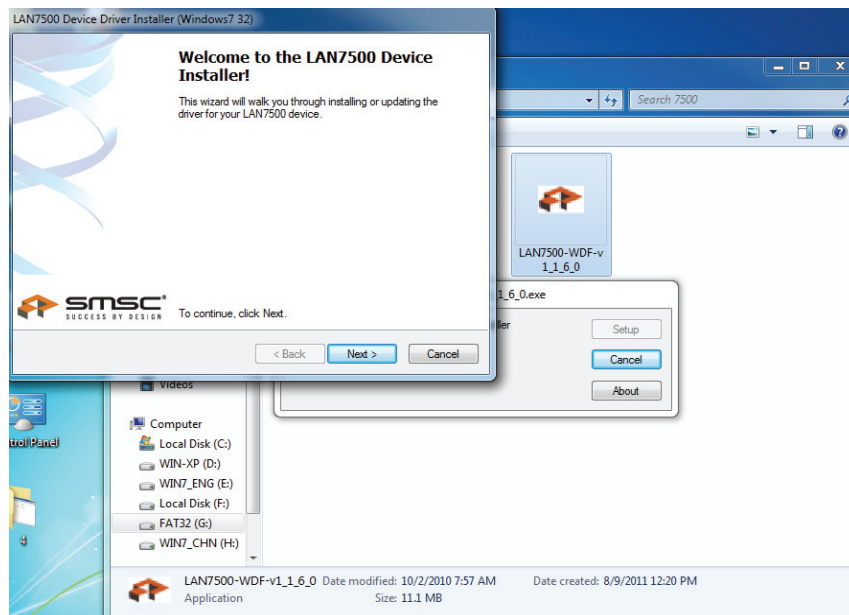 LAN7500 Device Driver Installer (Windows7 32)
Welcome to the LAN7500 Device
Installer!
This wizard will walk you through installing or updating the
driver for your LAN7500 device.
smsc
SUCCESS BY DESIGN
To continue, click Next.
< Back
Next >
Cancel
Search 7500
LAN7500-WDF-v
1_1_6_0
1_6_0.exe
ller
Setup
Cancel
About
Videos
Computer
Local Disk (C:)
WIN-XP (D:)
WIN7_ENG (E:)
Local Disk (F:)
FAT32 (G:)
WIN7_CHN (H:)
trol Panel
4
LAN7500-WDF-v1_1_6_0 Date modified: 10/2/2010 7:57 AM Date created: 8/9/2011 12:20 PM
Application Size: 11.1 MB